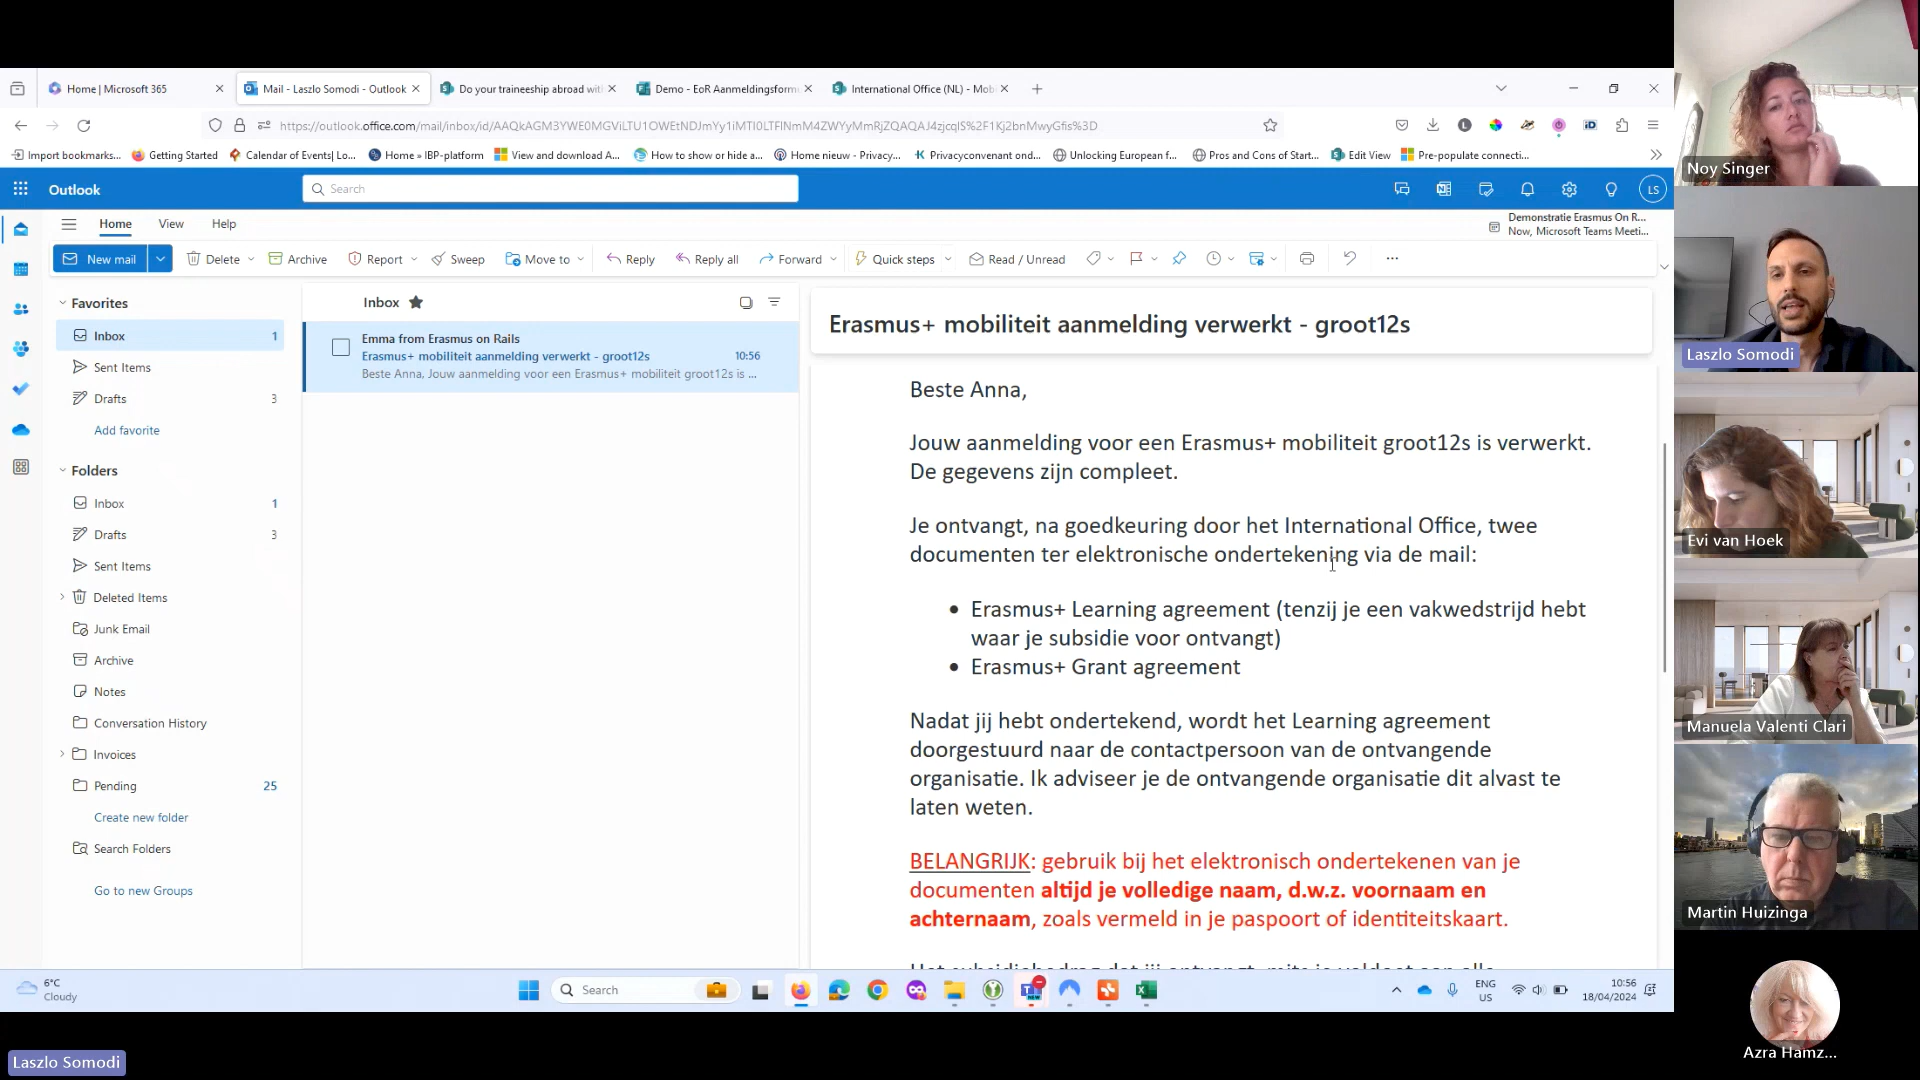 Home | Microsoft 365
Mail - Laszlo Somodi - Outlook
Do your traineeship abroad with
Demo - EoR Aanmeldingsform
International Office (NL) - Mob
https://outlook.office.com/mail/inbox/id/
Import bookmarks...
Getting Started
Calendar of Events| Lo...
Home » IBP-platform
View and download A...
How to show or hide a...
Home nieuw - Privacy...
Privacyconvenant ond...
Unlocking European f...
Pros and Cons of Start...
Edit View
Pre-populate connecti...
Outlook
Search
LS
Home
View
Help
Demonstratie Erasmus On R...
Now, Microsoft Teams Meeti...
New mail
Delete
Archive
Report
Sweep
Move to
Reply
Reply all
Forward
Quick steps
Read / Unread
Favorites
Inbox 1
Sent Items
Drafts 3
Add favorite
Folders
Inbox 1
Drafts 3
Sent Items
Deleted Items
Junk Email
Archive
Notes
Conversation History
Invoices
Pending 25
Create new folder
Search Folders
Go to new Groups
Inbox
Emma from Erasmus on Rails
Erasmus+ mobiliteit aanmelding verwerkt - groot12s 10:56
Beste Anna, Jouw aanmelding voor een Erasmus+ mobiliteit groot12s is ...
Erasmus+ mobiliteit aanmelding verwerkt - groot12s
Beste Anna,
Jouw aanmelding voor een Erasmus+ mobiliteit groot12s is verwerkt.
De gegevens zijn compleet.
Je ontvangt, na goedkeuring door het International Office, twee
documenten ter elektronische ondertekening via de mail:
• Erasmus+ Learning agreement (tenzij je een vakwedstrijd hebt
waar je subsidie voor ontvangt)
• Erasmus+ Grant agreement
Nadat jij hebt ondertekend, wordt het Learning agreement
doorgestuurd naar de contactpersoon van de ontvangende
organisatie. Ik adviseer je de ontvangende organisatie dit alvast te
laten weten.
BELANGRIJK: gebruik bij het elektronisch ondertekenen van je
documenten altijd je volledige naam, d.w.z. voornaam en
achternaam, zoals vermeld in je paspoort of identiteitskaart.
6°C
Cloudy
Search
ENG
US
10:56
18/04/2024
Noy Singer
Laszlo Somodi
Evi van Hoek
Manuela Valenti Clari
Martin Huizinga
Azra Hamz...
Laszlo Somodi